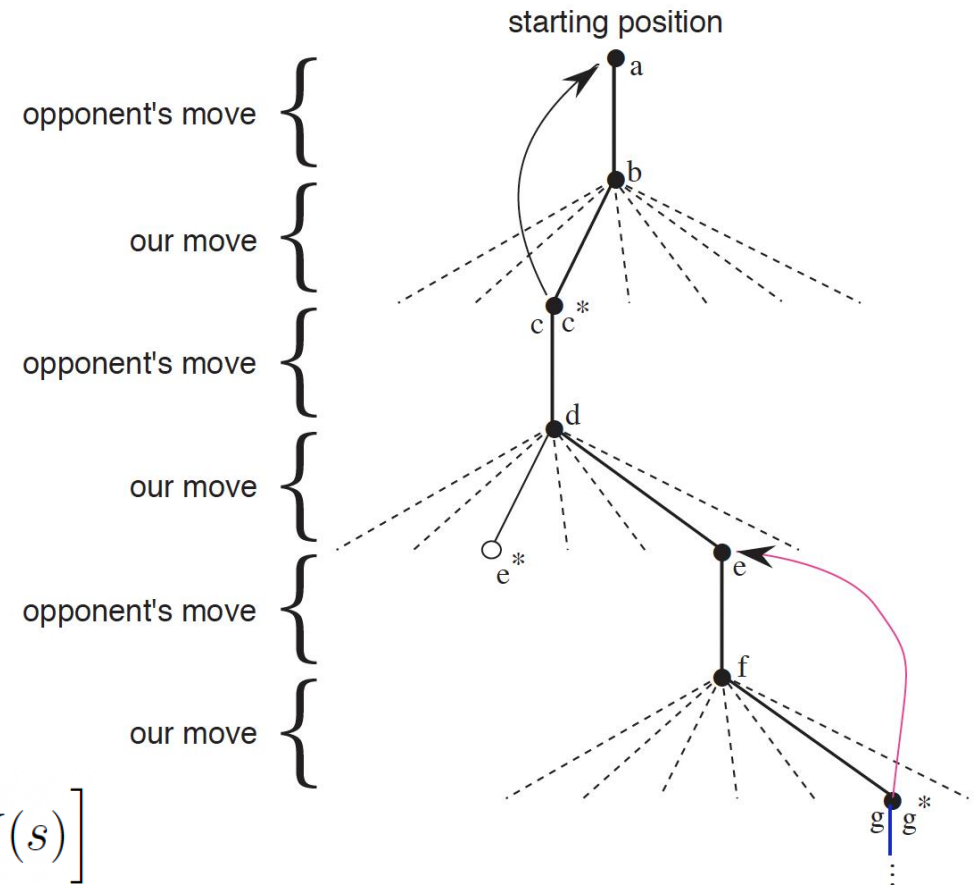 starting position
a
opponent's move
b
our move
c c*
opponent's move
d
our move
e* e
opponent's move
f
our move
g g*
(s)]